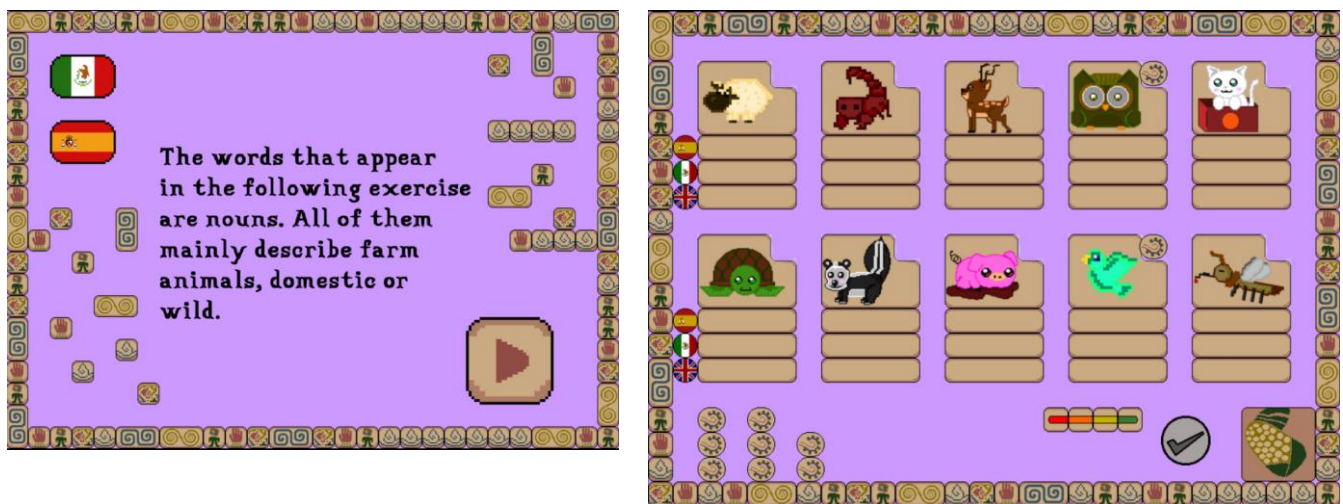 The words that appear
in the following exercise
are nouns. All of them
mainly describe farm
animals, domestic or
wild.